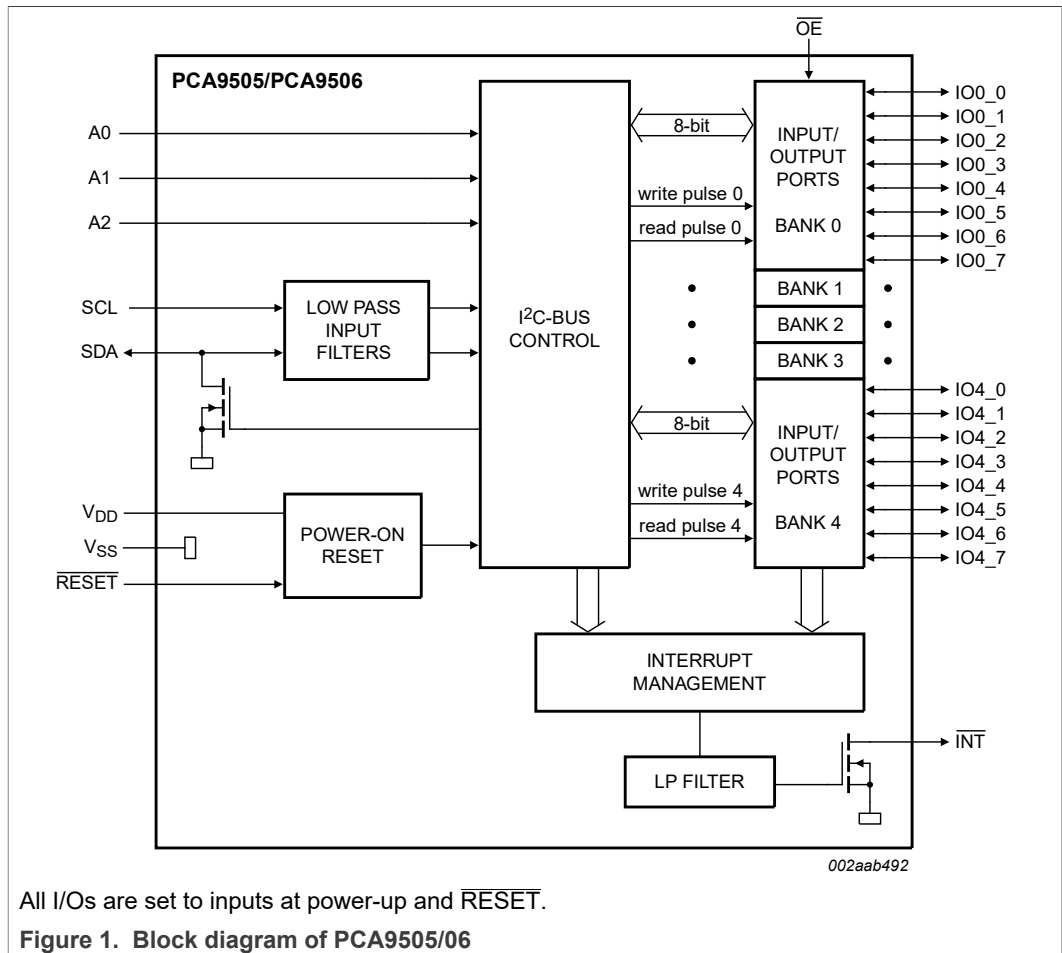 OE
PCA9505/PCA9506
A0
A1
A2
SCL
SDA
VDD
VSS
RESET
LOW PASS
INPUT
FILTERS
POWER-ON
RESET
I2C-BUS
CONTROL
8-bit
write pulse 0
read pulse 0
8-bit
write pulse 4
read pulse 4
INPUT/
OUTPUT
PORTS
BANK 0
BANK 1
BANK 2
BANK 3
INPUT/
OUTPUT
PORTS
BANK 4
IO0_0
IO0_1
IO0_2
IO0_3
IO0_4
IO0_5
IO0_6
IO0_7
IO4_0
IO4_1
IO4_2
IO4_3
IO4_4
IO4_5
IO4_6
IO4_7
INTERRUPT
MANAGEMENT
LP FILTER
INT
002aab492
All I/Os are set to inputs at power-up and RESET.
Figure 1. Block diagram of PCA9505/06